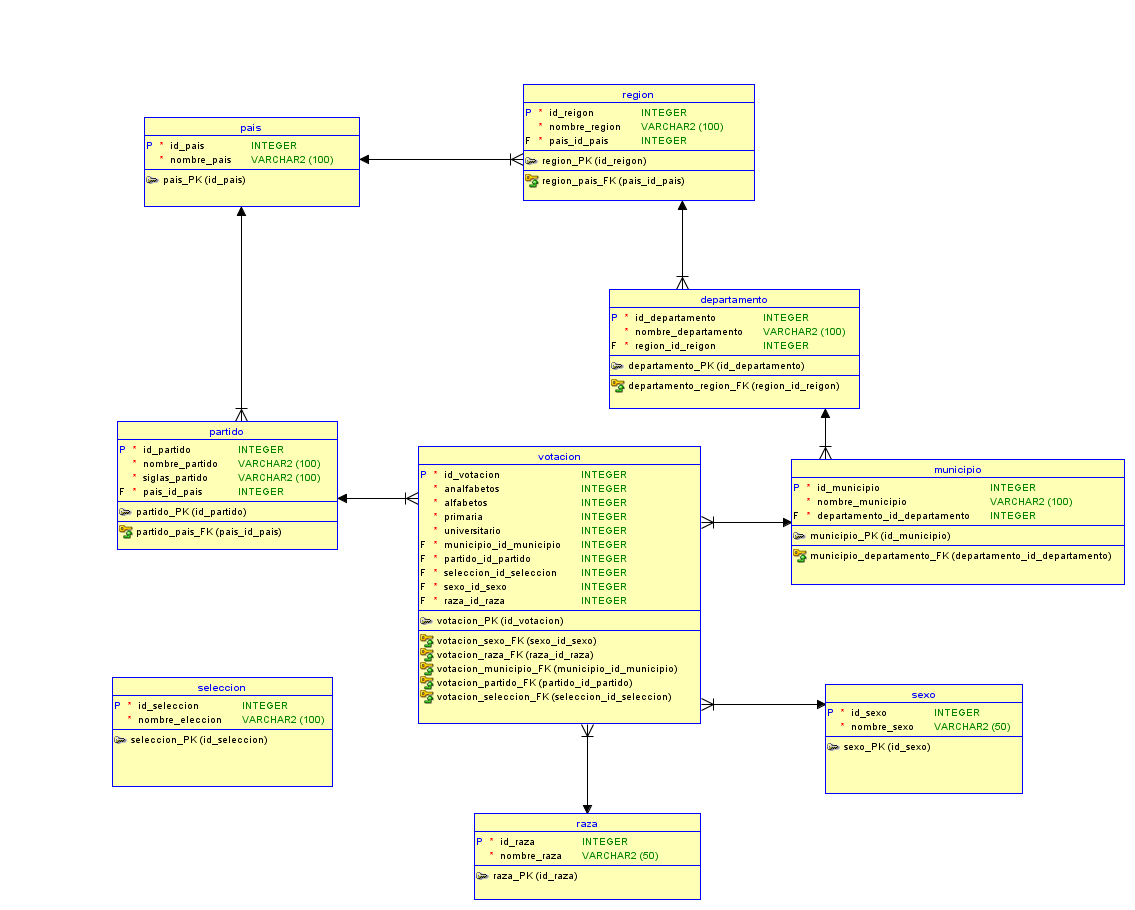 pais
P * id_pais INTEGER
* nombre_pais VARCHAR2 (100)
pais_PK (id_pais)
region
P * id_reigon INTEGER
* nombre_region VARCHAR2 (100)
F * pais_id_pais INTEGER
region_PK (id_reigon)
region_pais_FK (pais_id_pais)
departamento
P * id_departamento INTEGER
* nombre_departamento VARCHAR2 (100)
F * region_id_reigon INTEGER
departamento_PK (id_departamento)
departamento_region_FK (region_id_reigon)
partido
P * id_partido INTEGER
* nombre_partido VARCHAR2 (100)
* siglas_partido VARCHAR2 (100)
F * pais_id_pais INTEGER
partido_PK (id_partido)
partido_pais_FK (pais_id_pais)
votacion
P * id_votacion INTEGER
* analfabetos INTEGER
* alfabetos INTEGER
* primaria INTEGER
* universitario INTEGER
F * municipio_id_municipio INTEGER
F * partido_id_partido INTEGER
F * seleccion_id_seleccion INTEGER
F * sexo_id_sexo INTEGER
F * raza_id_raza INTEGER
votacion_PK (id_votacion)
votacion_sexo_FK (sexo_id_sexo)
votacion_raza_FK (raza_id_raza)
votacion_municipio_FK (municipio_id_municipio)
votacion_partido_FK (partido_id_partido)
votacion_seleccion_FK (seleccion_id_seleccion)
municipio
P * id_municipio INTEGER
* nombre_municipio VARCHAR2 (100)
F * departamento_id_departamento INTEGER
municipio_PK (id_municipio)
municipio_departamento_FK (departamento_id_departamento)
seleccion
P * id_seleccion INTEGER
* nombre_eleccion VARCHAR2 (100)
seleccion_PK (id_seleccion)
sexo
P * id_sexo INTEGER
* nombre_sexo VARCHAR2 (50)
sexo_PK (id_sexo)
raza
P * id_raza INTEGER
* nombre_raza VARCHAR2 (50)
raza_PK (id_raza)